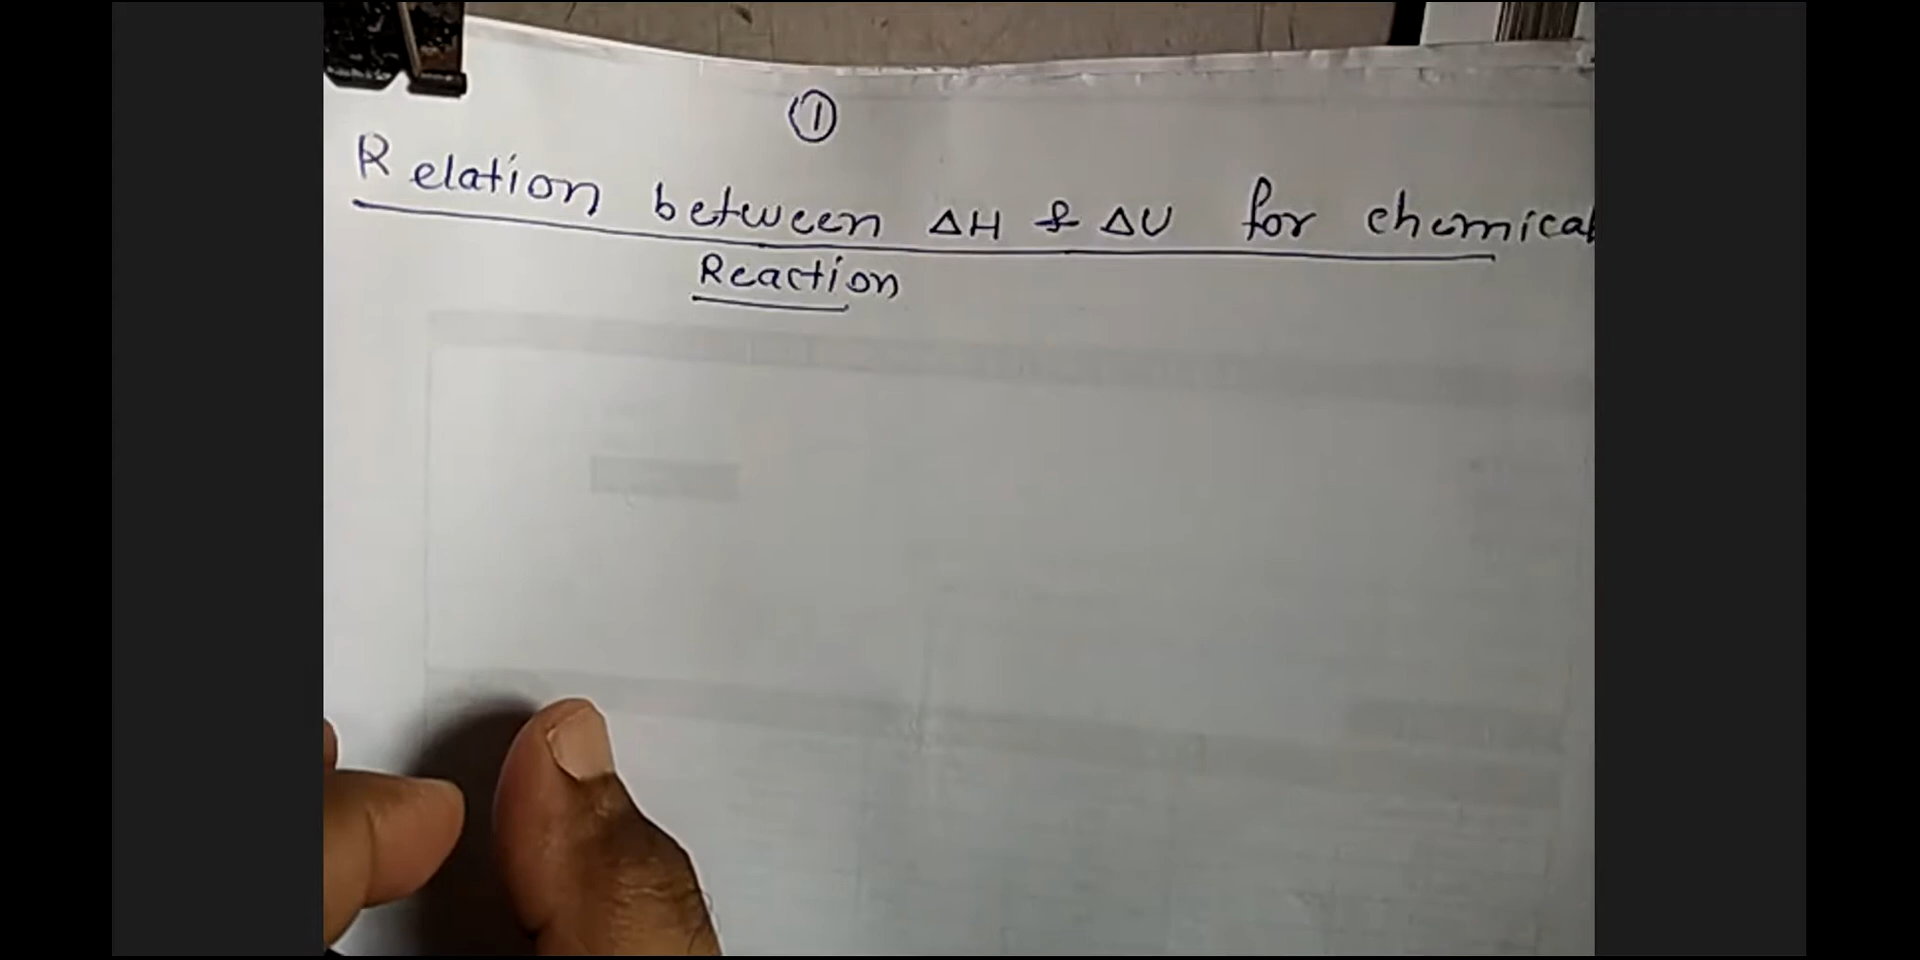 ①
Relation between ΔH & ΔU for chemical
Reaction